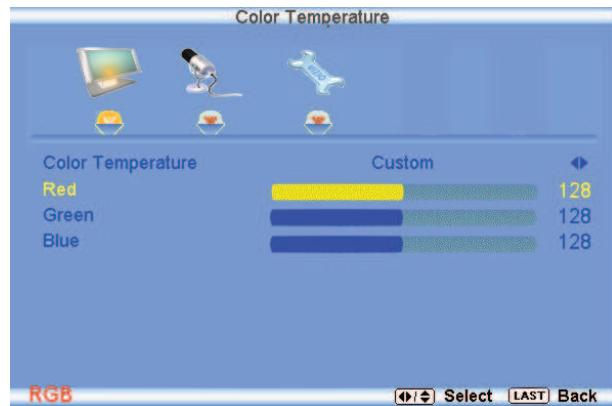 Color Temperature
Color Temperature Custom
Red 128
Green 128
Blue 128
RGB Select LAST Back